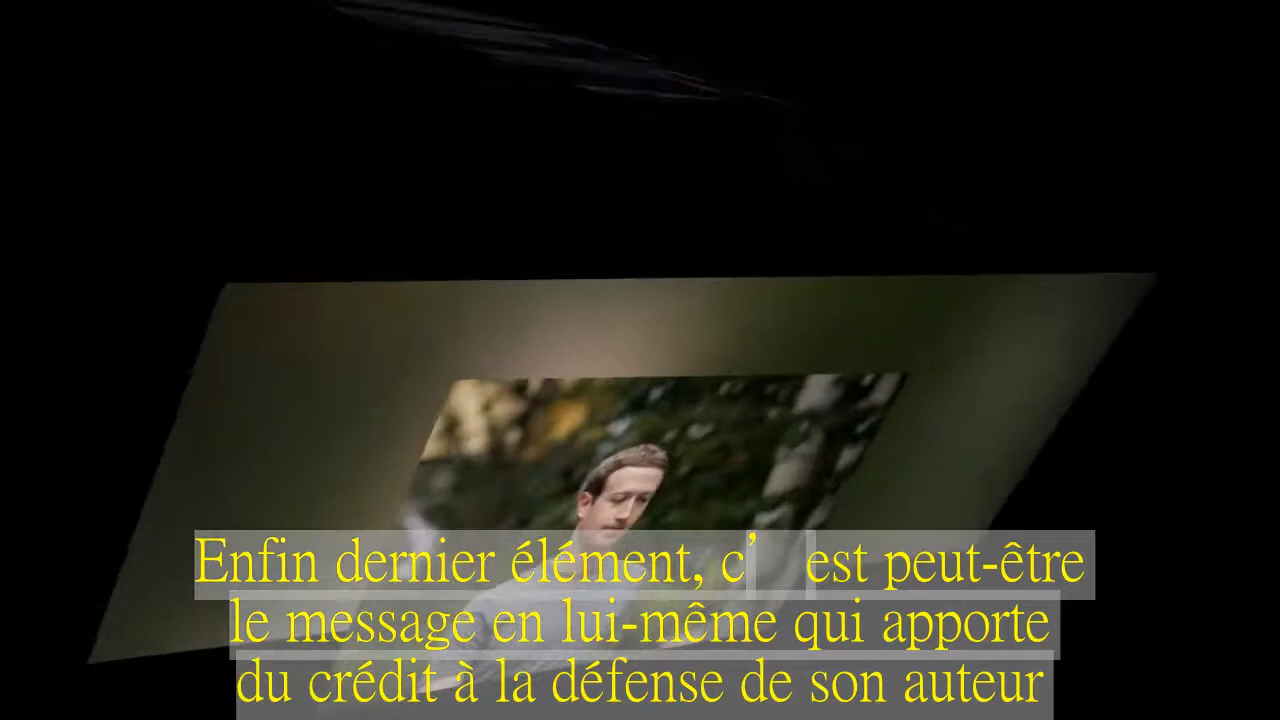 Enfin dernier élément, c’ est peut-être
le message en lui-même qui apporte
du crédit à la défense de son auteur